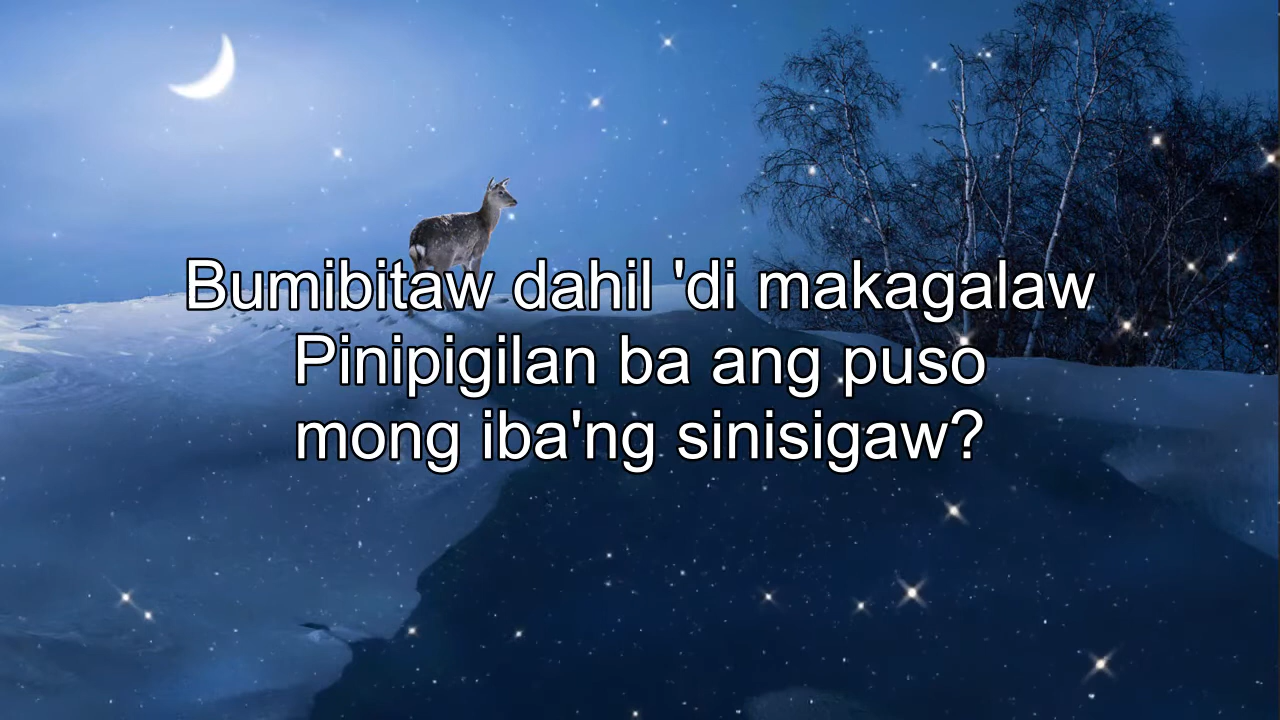 Bumibitaw dahil 'di makagalaw
Pinipigilan ba ang puso
mong iba'ng sinisigaw?